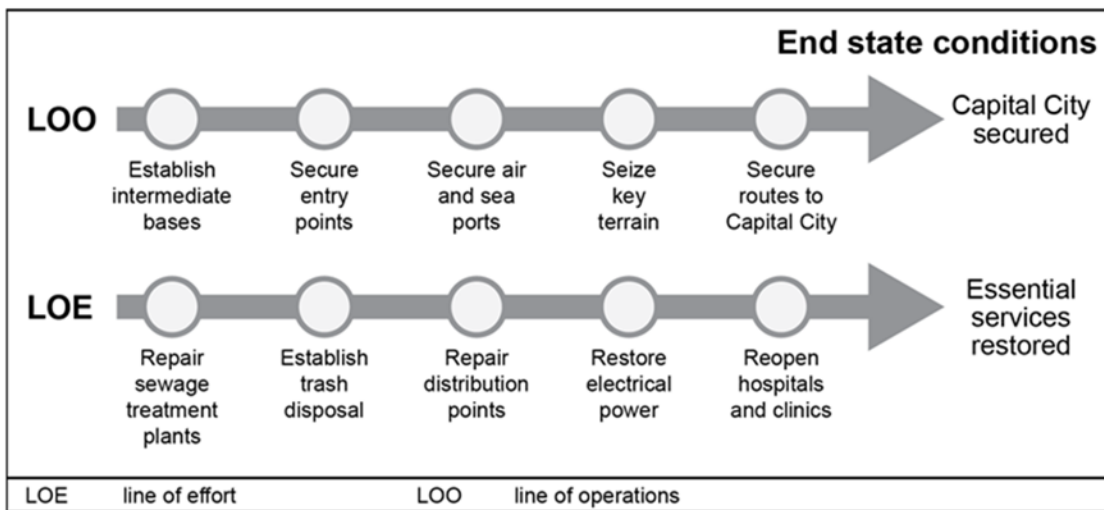 End state conditions
LOO
Establish
intermediate
bases
Secure
entry
points
Secure air
and sea
ports
Seize
key
terrain
Secure
routes to
Capital City
Capital City
secured
LOE
Repair
sewage
treatment
plants
Establish
trash
disposal
Repair
distribution
points
Restore
electrical
power
Reopen
hospitals
and clinics
Essential
services
restored
LOE line of effort LOO line of operations